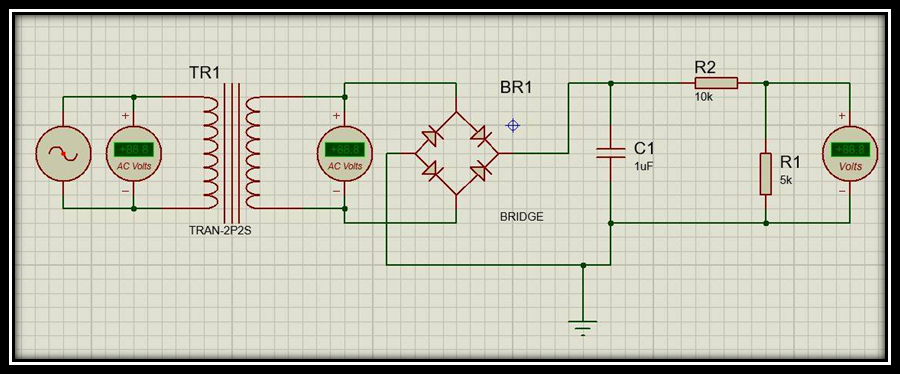 TR1
TRAN-2P2S
+88.8
AC Volts
+88.8
AC Volts
BR1
BRIDGE
C1
1uF
R2
10k
R1
5k
+88.8
Volts